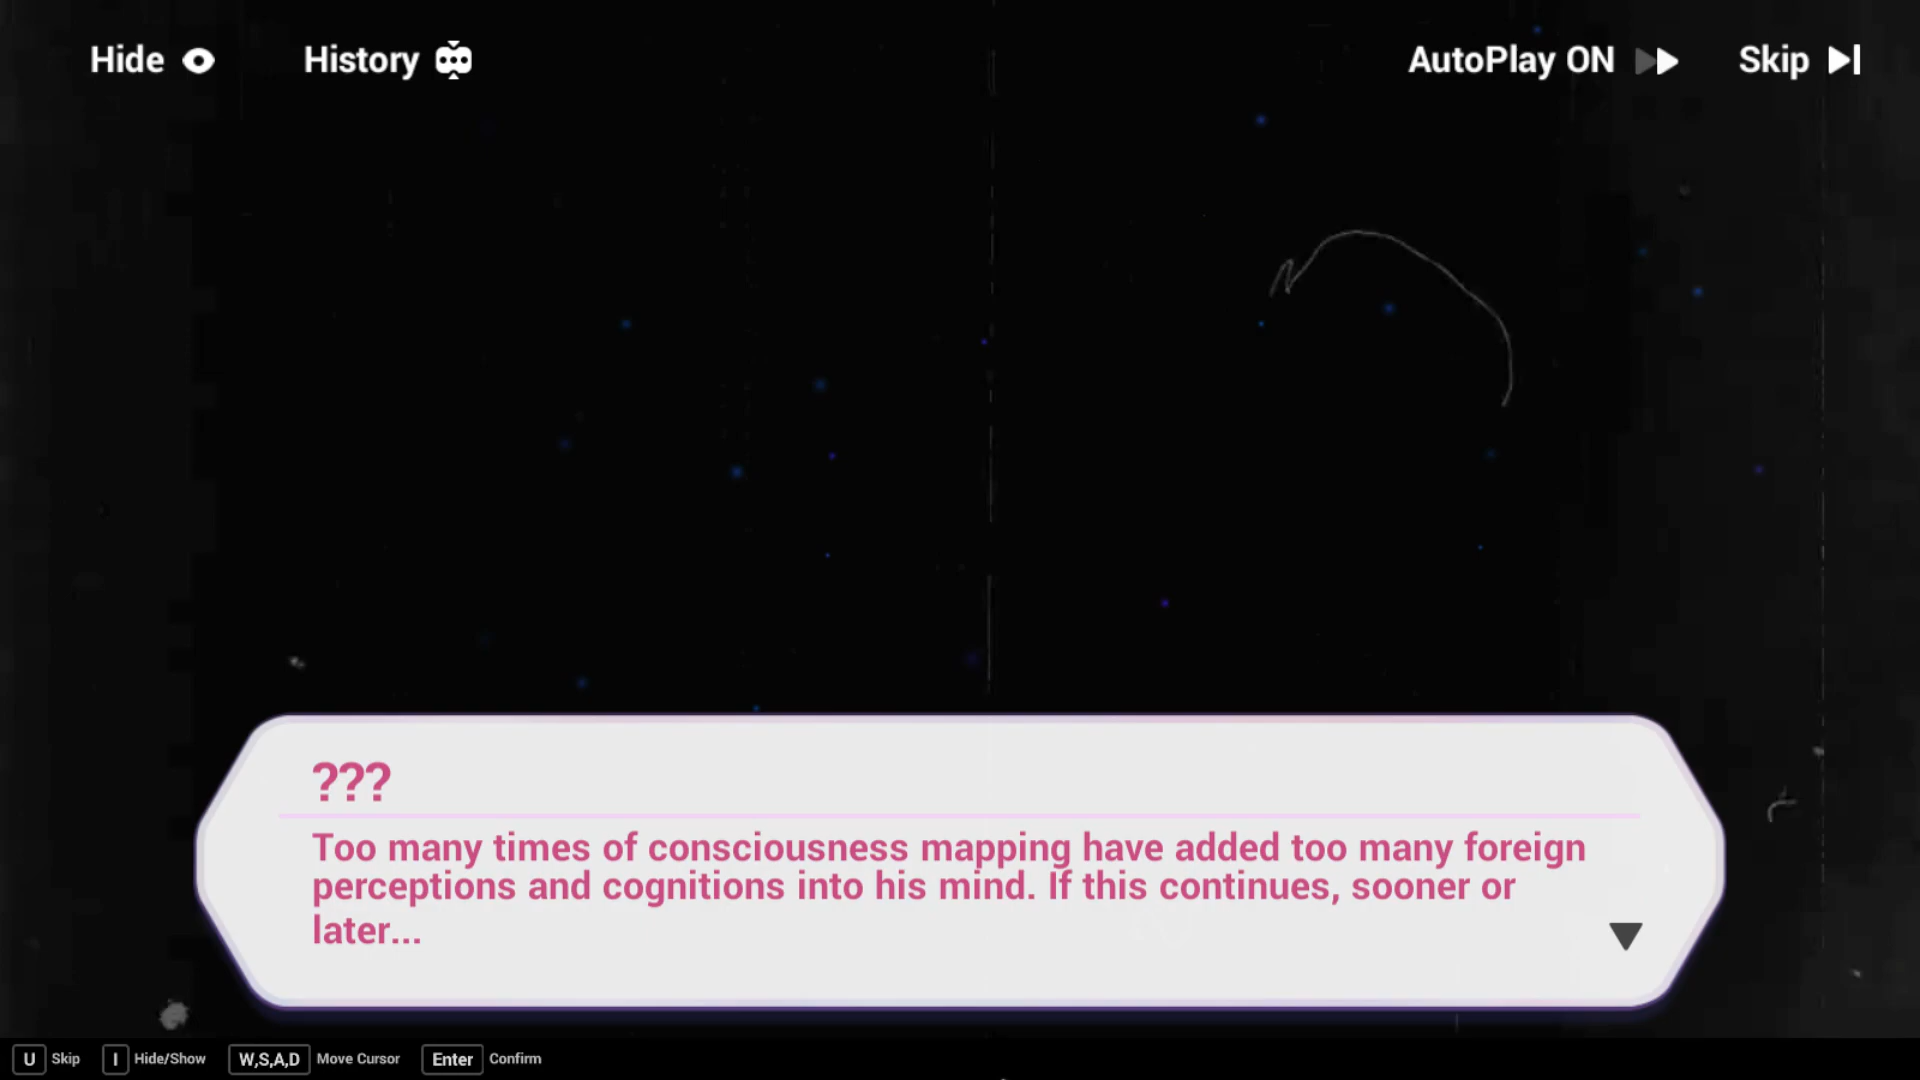 Hide History AutoPlay ON Skip
???
Too many times of consciousness mapping have added too many foreign
perceptions and cognitions into his mind. If this continues, sooner or
later...
U Skip I Hide/Show W,S,A,D Move Cursor Enter Confirm